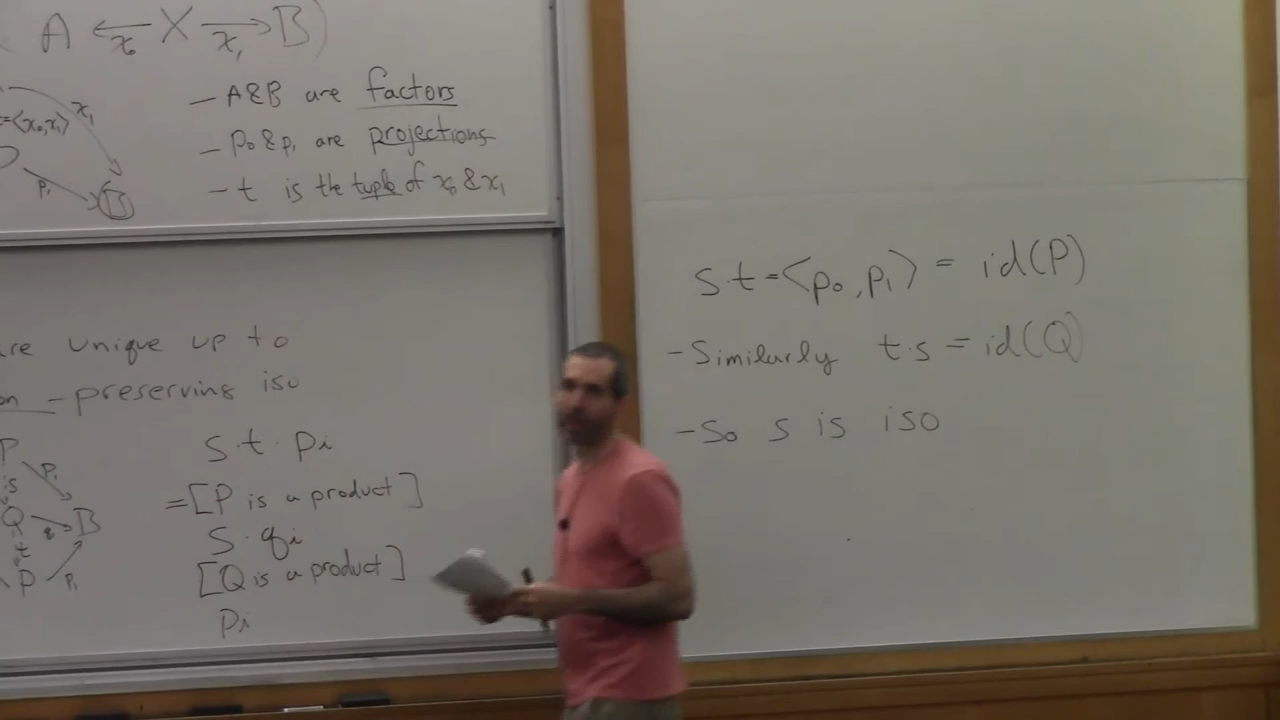 A ←x₀ X →x₁ B)
=⟨x₀,x₁⟩ x₁
p₁ B
– A&B are factors
– p₀&p₁ are projections
– t is the tuple of x₀ & x₁
unique up to
– preserving iso
P p₁
s
Q q B
t
P p₁
s·t·pi
=[P is a product]
s·qi
[Q is a product]
pi
s·t=⟨p₀,p₁⟩ = id(P)
– Similarly t·s = id(Q)
– So s is iso